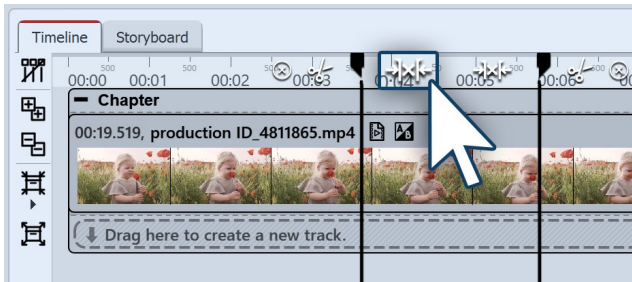 Timeline Storyboard
500 500 500 500
00:00 00:01 00:02 00:03 00:04 00:05 00:06
Chapter
00:19.519, production ID_4811865.mp4
Drag here to create a new track.